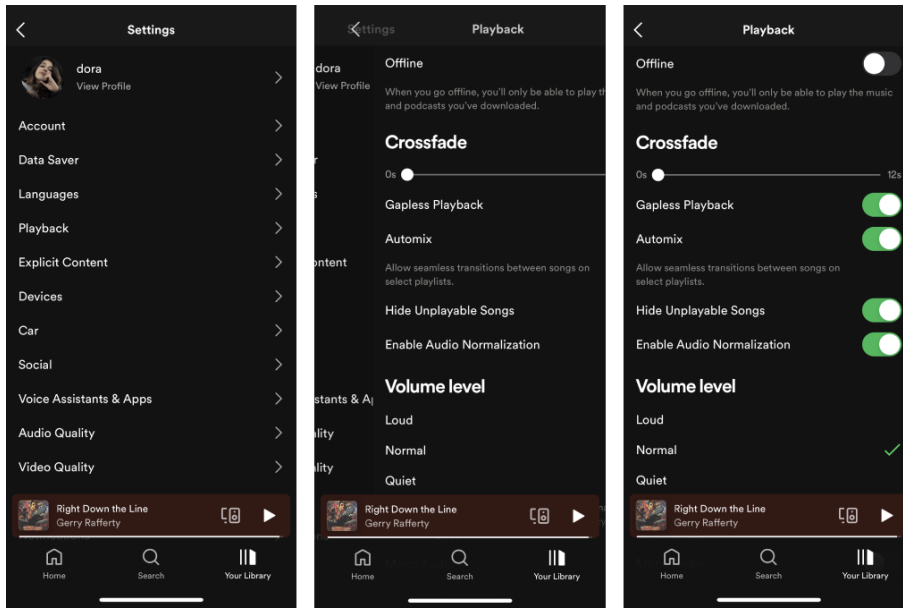 Settings
dora
View Profile
Account
Data Saver
Languages
Playback
Explicit Content
Devices
Car
Social
Voice Assistants & Apps
Audio Quality
Video Quality
Right Down the Line
Gerry Rafferty
Home
Search
Your Library
Settings
Playback
dora
View Profile
Offline
When you go offline, you'll only be able to play th
and podcasts you've downloaded.
Crossfade
0s
Gapless Playback
Automix
ontent
Allow seamless transitions between songs on
select playlists.
Hide Unplayable Songs
Enable Audio Normalization
Volume level
stants & Ap
Loud
lity
Normal
lity
Quiet
Right Down the Line
Gerry Rafferty
Home
Search
Your Library
Playback
Offline
When you go offline, you'll only be able to play the music
and podcasts you've downloaded.
Crossfade
0s
12s
Gapless Playback
Automix
Allow seamless transitions between songs on
select playlists.
Hide Unplayable Songs
Enable Audio Normalization
Volume level
Loud
Normal
Quiet
Right Down the Line
Gerry Rafferty
Home
Search
Your Library